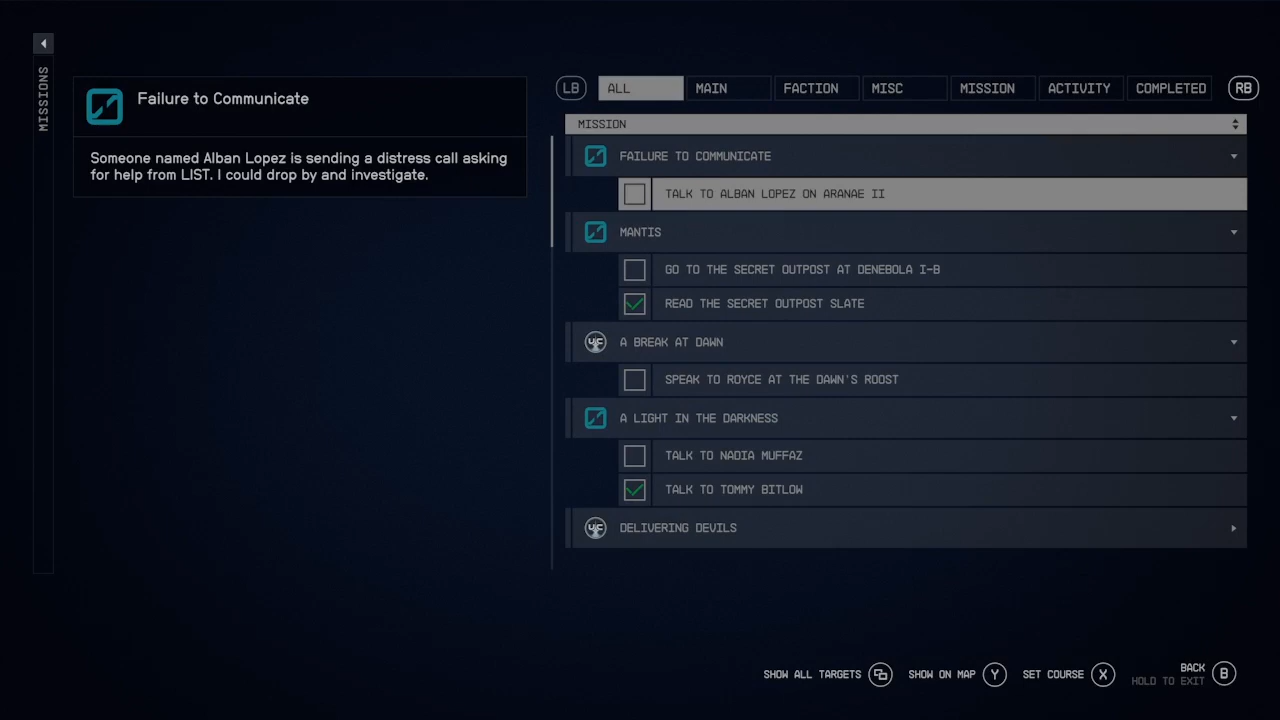 MISSIONS
Failure to Communicate
Someone named Alban Lopez is sending a distress call asking
for help from LIST. I could drop by and investigate.
LB ALL MAIN FACTION MISC MISSION ACTIVITY COMPLETED RB
MISSION
FAILURE TO COMMUNICATE
TALK TO ALBAN LOPEZ ON ARANAE II
MANTIS
GO TO THE SECRET OUTPOST AT DENEBOLA I-B
READ THE SECRET OUTPOST SLATE
A BREAK AT DAWN
SPEAK TO ROYCE AT THE DAWN'S ROOST
A LIGHT IN THE DARKNESS
TALK TO NADIA MUFFAZ
TALK TO TOMMY BITLOW
DELIVERING DEVILS
SHOW ALL TARGETS SHOW ON MAP Y SET COURSE X BACK B
HOLD TO EXIT